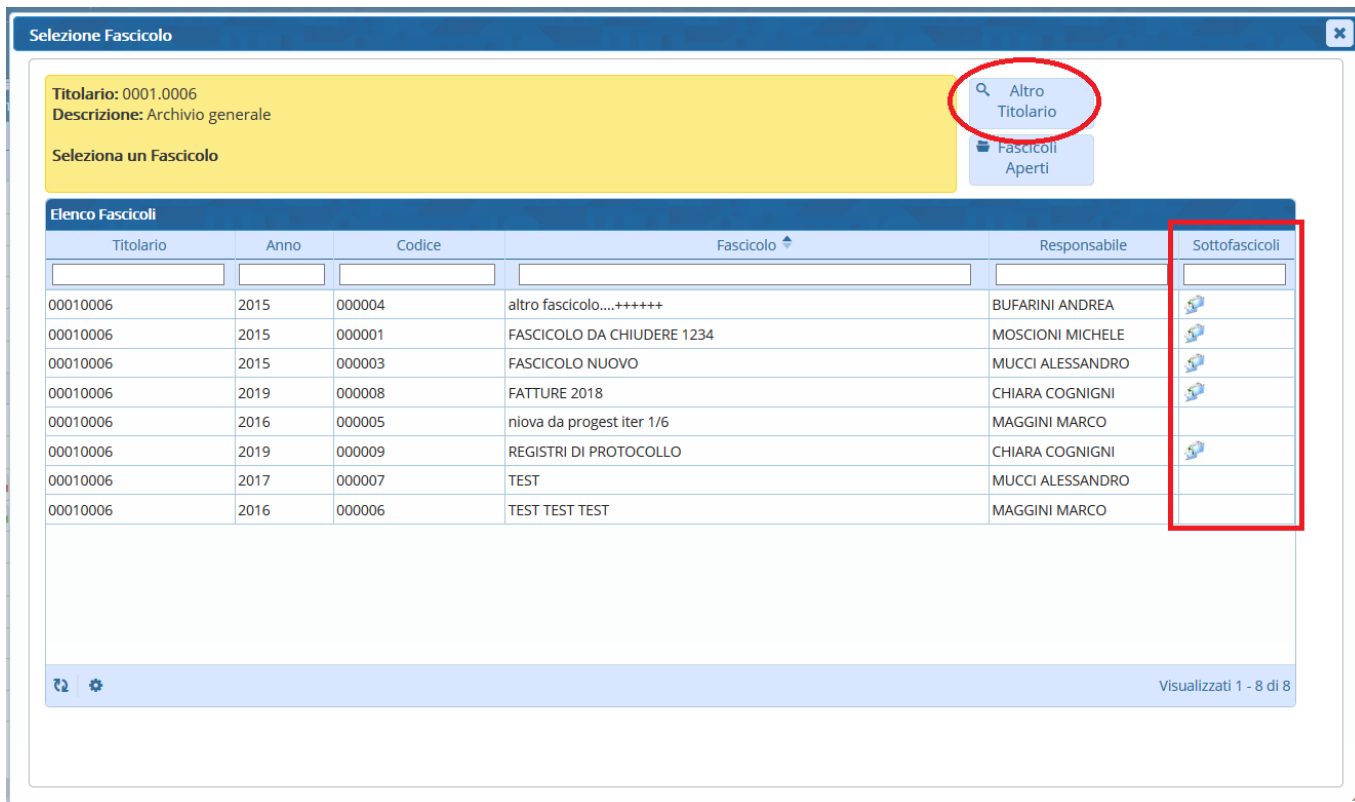 Selezione Fascicolo
Titolario: 0001.0006
Descrizione: Archivio generale
Seleziona un Fascicolo
Altro
Titolario
Fascicoli
Aperti
Elenco Fascicoli
Titolario Anno Codice Fascicolo Responsabile Sottofascicoli
00010006 2015 000004 altro fascicolo....++++++ BUFARINI ANDREA
00010006 2015 000001 FASCICOLO DA CHIUDERE 1234 MOSCIONI MICHELE
00010006 2015 000003 FASCICOLO NUOVO MUCCI ALESSANDRO
00010006 2019 000008 FATTURE 2018 CHIARA COGNIGNI
00010006 2016 000005 niova da progest iter 1/6 MAGGINI MARCO
00010006 2019 000009 REGISTRI DI PROTOCOLLO CHIARA COGNIGNI
00010006 2017 000007 TEST MUCCI ALESSANDRO
00010006 2016 000006 TEST TEST TEST MAGGINI MARCO
Visualizzati 1 - 8 di 8